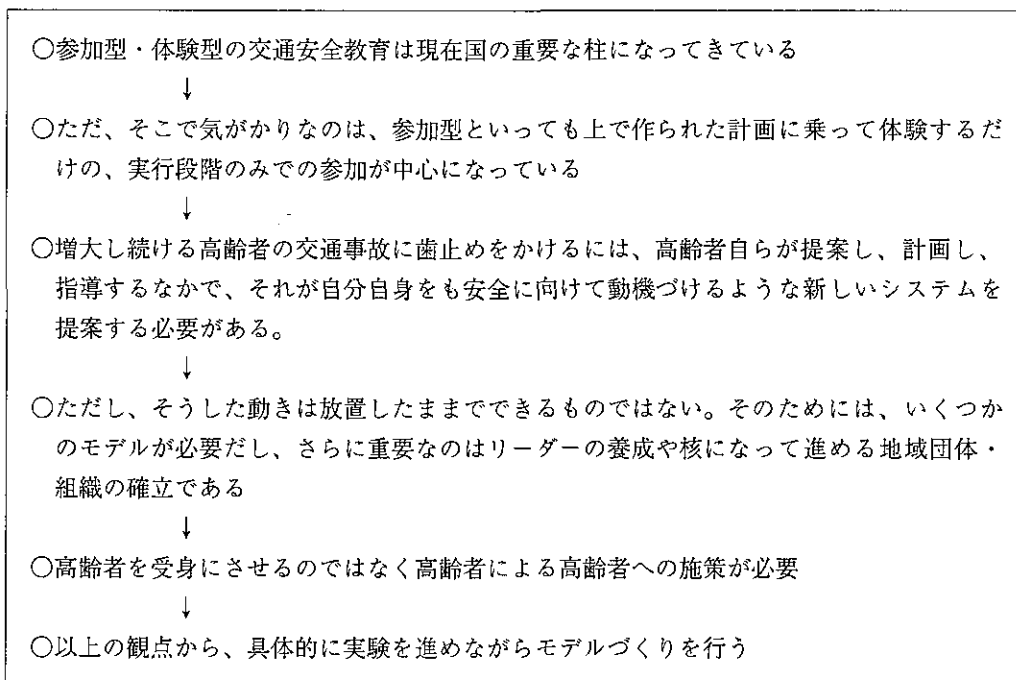 ○参加型・体験型の交通安全教育は現在国の重要な柱になってきている
↓
○ただ、そこで気がかりなのは、参加型といっても上で作られた計画に乗って体験するだ
けの、実行段階のみでの参加が中心になっている
↓
○増大し続ける高齢者の交通事故に歯止めをかけるには、高齢者自らが提案し、計画し、
指導するなかで、それが自分自身をも安全に向けて動機づけるような新しいシステムを
提案する必要がある。
↓
○ただし、そうした動きは放置したままでできるものではない。そのためには、いくつか
のモデルが必要だし、さらに重要なのはリーダーの養成や核になって進める地域団体・
組織の確立である
↓
○高齢者を受身にさせるのではなく高齢者による高齢者への施策が必要
↓
○以上の観点から、具体的に実験を進めながらモデルづくりを行う